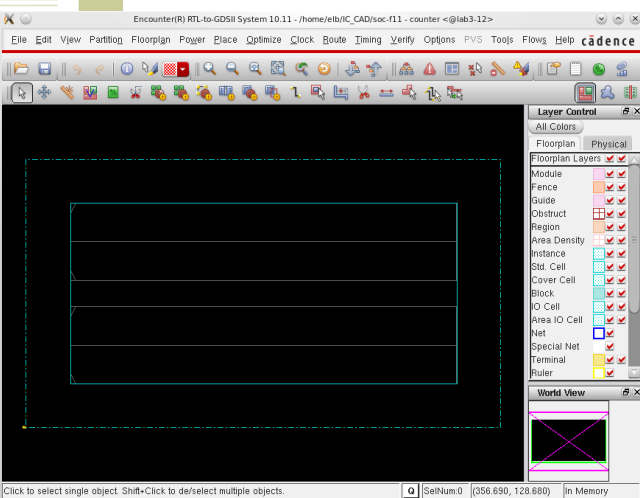 Encounter(R) RTL-to-GDSII System 10.11 - /home/elb/IC_CAD/soc-f11 - counter <@lab3-12>
File Edit View Partition Floorplan Power Place Optimize Clock Route Timing Verify Options PVS Tools Flows Help cādence
Layer Control
All Colors
Floorplan Physical
Floorplan Layers
Module
Fence
Guide
Obstruct
Region
Area Density
Instance
Std. Cell
Cover Cell
Block
IO Cell
Area IO Cell
Net
Special Net
Terminal
Ruler
World View
Click to select single object. Shift+Click to de/select multiple objects. Q SelNum:0 (356.690, 128.680) In Memory